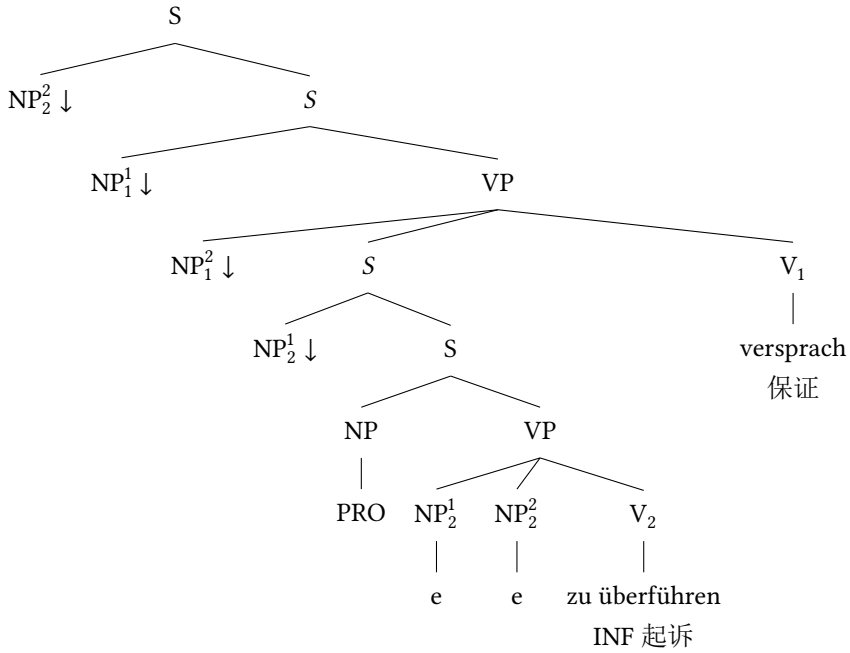 S
NP₂² ↓ S
NP₁¹ ↓ VP
NP₁² ↓ S V₁
NP₂¹ ↓ S versprach
保证
NP VP
PRO NP₂¹ NP₂² V₂
e e zu überführen
INF 起诉